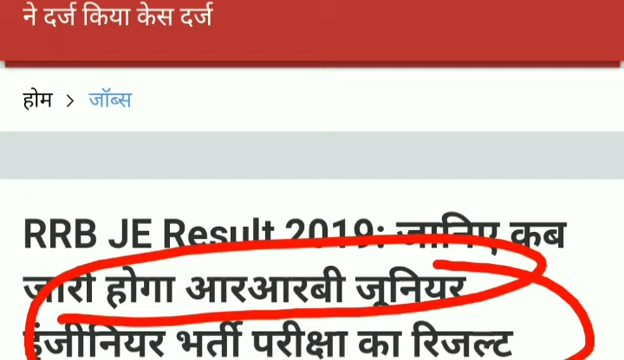 ने दर्ज किया केस दर्ज
होम > जॉब्स
RRB JE Result 2019: जानिए कब
जारी होगा आरआरबी जूनियर
इंजीनियर भर्ती परीक्षा का रिजल्ट